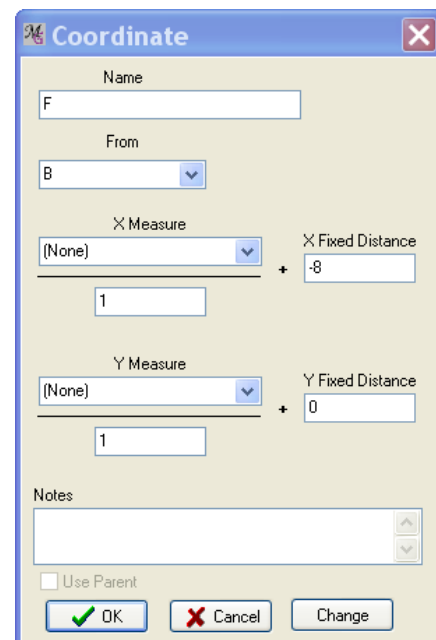 Coordinate
Name
F
From
B
X Measure
X Fixed Distance
(None)
+
-8
1
Y Measure
Y Fixed Distance
(None)
+
0
1
Notes
Use Parent
OK
Cancel
Change